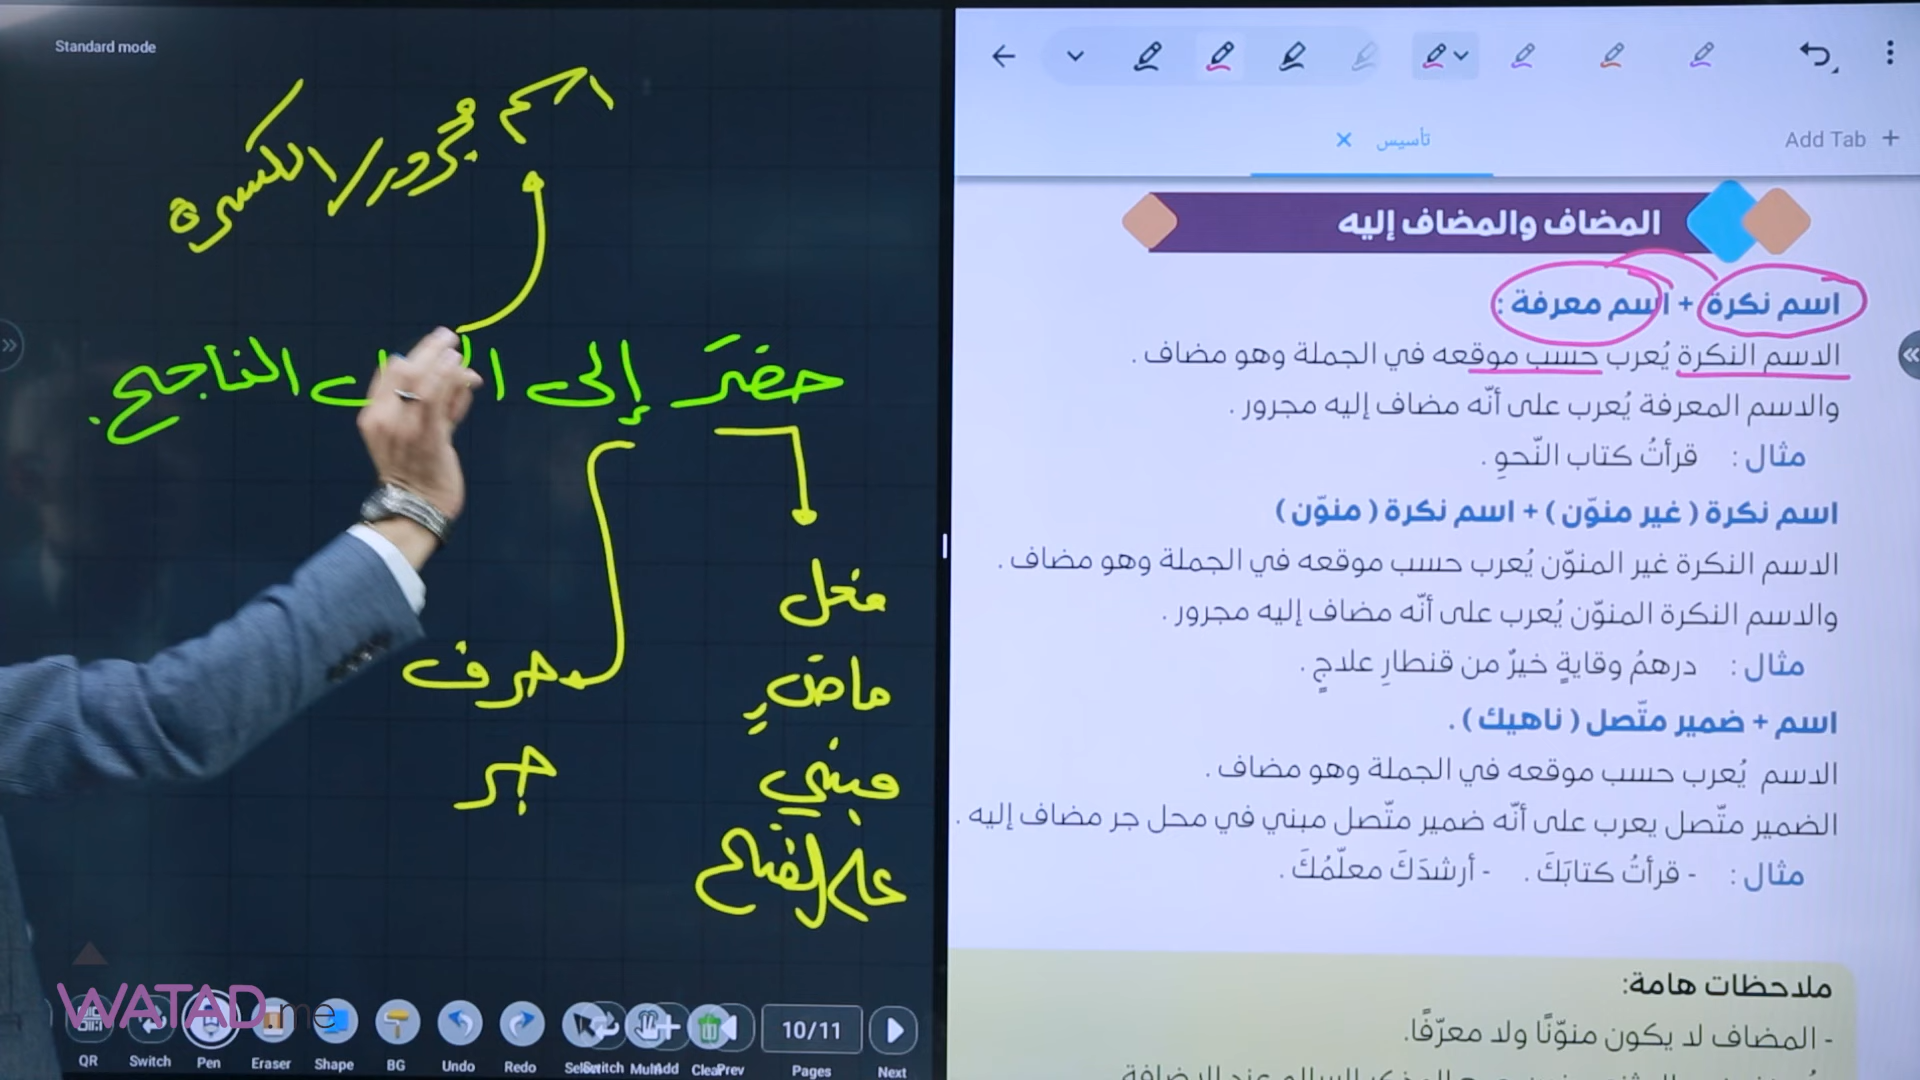 Standard mode
اسم مجرور/الكسرة
حضرَ إلى الناجح.
فعل
ماضٍ
مبني
على الفتح
حرف
جر
WATAD me
QR Switch Pen Eraser Shape BG Undo Redo Switch Add Prev Pages Next
10/11
تأسيس
Add Tab +
المضاف والمضاف إليه
اسم نكرة + اسم معرفة :
الاسم النكرة يُعرب حسب موقعه في الجملة وهو مضاف .
والاسم المعرفة يُعرب على أنّه مضاف إليه مجرور .
مثال : قرأتُ كتاب النّحوِ .
اسم نكرة ( غير منوّن ) + اسم نكرة ( منوّن )
الاسم النكرة غير المنوّن يُعرب حسب موقعه في الجملة وهو مضاف .
والاسم النكرة المنوّن يُعرب على أنّه مضاف إليه مجرور .
مثال : درهمُ وقايةٍ خيرٌ من قنطارِ علاجٍ .
اسم + ضمير متّصل ( ناهيك ) .
الاسم يُعرب حسب موقعه في الجملة وهو مضاف .
الضمير متّصل يعرب على أنّه ضمير متّصل مبني في محل جر مضاف إليه .
مثال : - قرأتُ كتابَكَ . - أرشدَكَ معلّمُكَ .
ملاحظات هامة:
- المضاف لا يكون منوّنًا ولا معرّفًا.